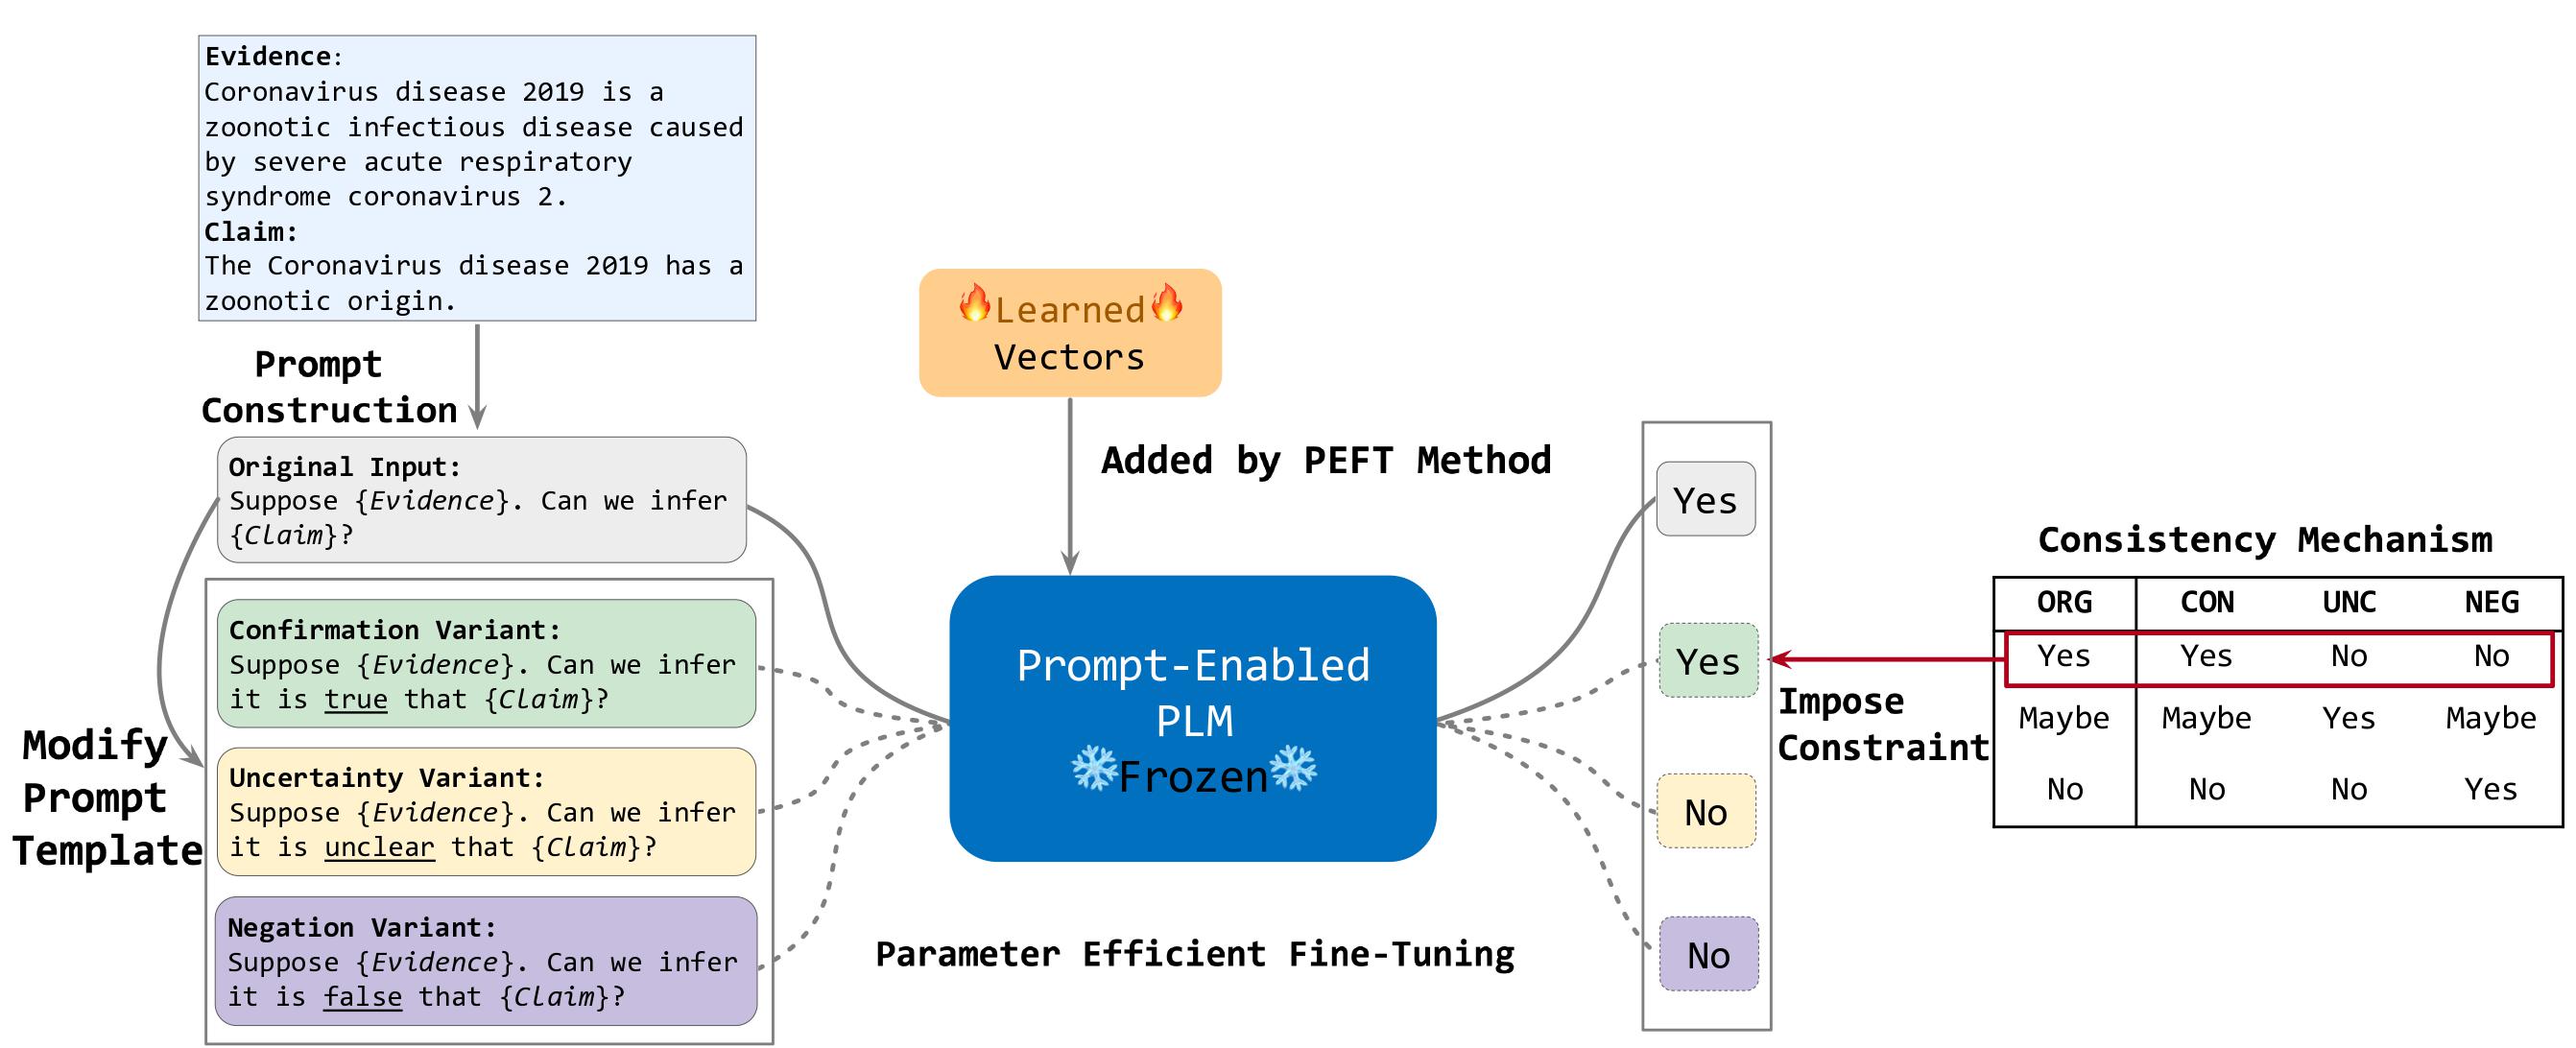 Evidence:
Coronavirus disease 2019 is a
zoonotic infectious disease caused
by severe acute respiratory
syndrome coronavirus 2.
Claim:
The Coronavirus disease 2019 has a
zoonotic origin.
Prompt
Construction
Original Input:
Suppose {Evidence}. Can we infer
{Claim}?
Modify
Prompt
Template
Confirmation Variant:
Suppose {Evidence}. Can we infer
it is true that {Claim}?
Uncertainty Variant:
Suppose {Evidence}. Can we infer
it is unclear that {Claim}?
Negation Variant:
Suppose {Evidence}. Can we infer
it is false that {Claim}?
Learned
Vectors
Added by PEFT Method
Prompt-Enabled
PLM
Frozen
Parameter Efficient Fine-Tuning
Yes
Yes
No
No
Impose
Constraint
Consistency Mechanism
ORG CON UNC NEG
Yes Yes No No
Maybe Maybe Yes Maybe
No No No Yes